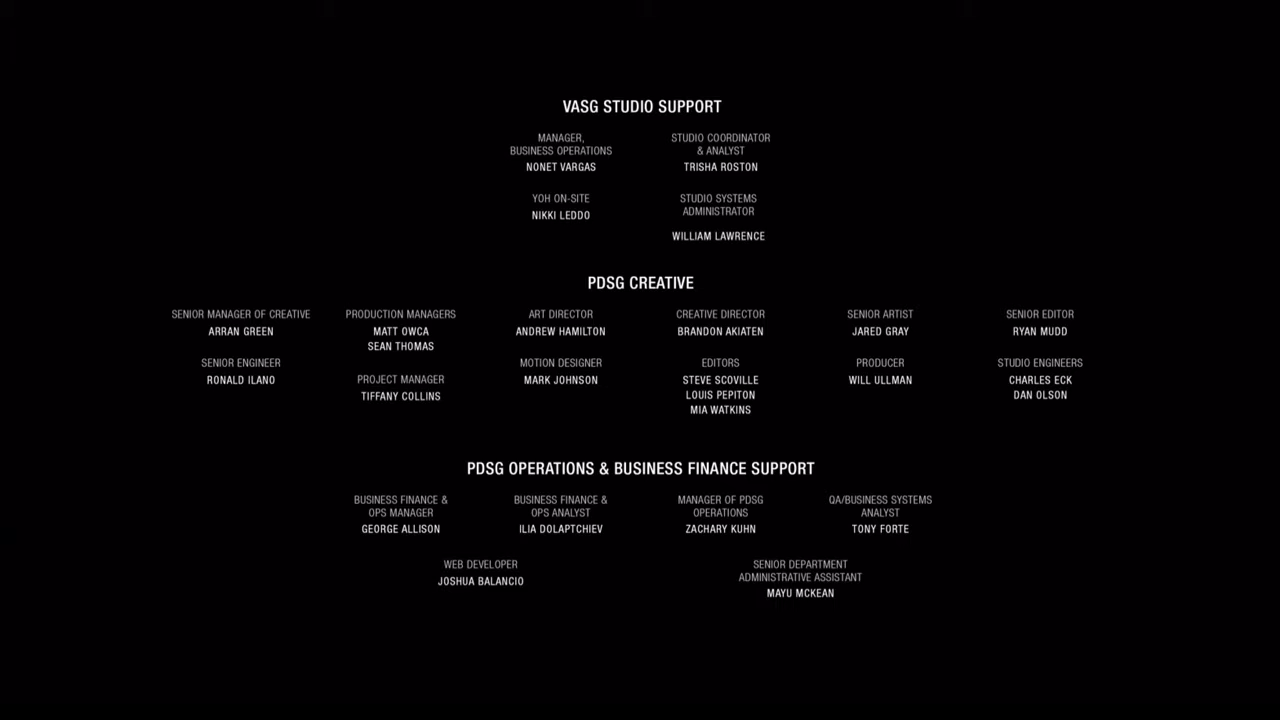 VASG STUDIO SUPPORT
MANAGER,
BUSINESS OPERATIONS
NONET VARGAS
STUDIO COORDINATOR
& ANALYST
TRISHA ROSTON
YOH ON-SITE
NIKKI LEDDO
STUDIO SYSTEMS
ADMINISTRATOR
WILLIAM LAWRENCE
PDSG CREATIVE
SENIOR MANAGER OF CREATIVE
ARRAN GREEN
PRODUCTION MANAGERS
MATT OWCA
SEAN THOMAS
ART DIRECTOR
ANDREW HAMILTON
CREATIVE DIRECTOR
BRANDON AKIATEN
SENIOR ARTIST
JARED GRAY
SENIOR EDITOR
RYAN MUDD
SENIOR ENGINEER
RONALD ILANO
PROJECT MANAGER
TIFFANY COLLINS
MOTION DESIGNER
MARK JOHNSON
EDITORS
STEVE SCOVILLE
LOUIS PEPITON
MIA WATKINS
PRODUCER
WILL ULLMAN
STUDIO ENGINEERS
CHARLES ECK
DAN OLSON
PDSG OPERATIONS & BUSINESS FINANCE SUPPORT
BUSINESS FINANCE &
OPS MANAGER
GEORGE ALLISON
BUSINESS FINANCE &
OPS ANALYST
ILIA DOLAPTCHIEV
MANAGER OF PDSG
OPERATIONS
ZACHARY KUHN
QA/BUSINESS SYSTEMS
ANALYST
TONY FORTE
WEB DEVELOPER
JOSHUA BALANCIO
SENIOR DEPARTMENT
ADMINISTRATIVE ASSISTANT
MAYU MCKEAN